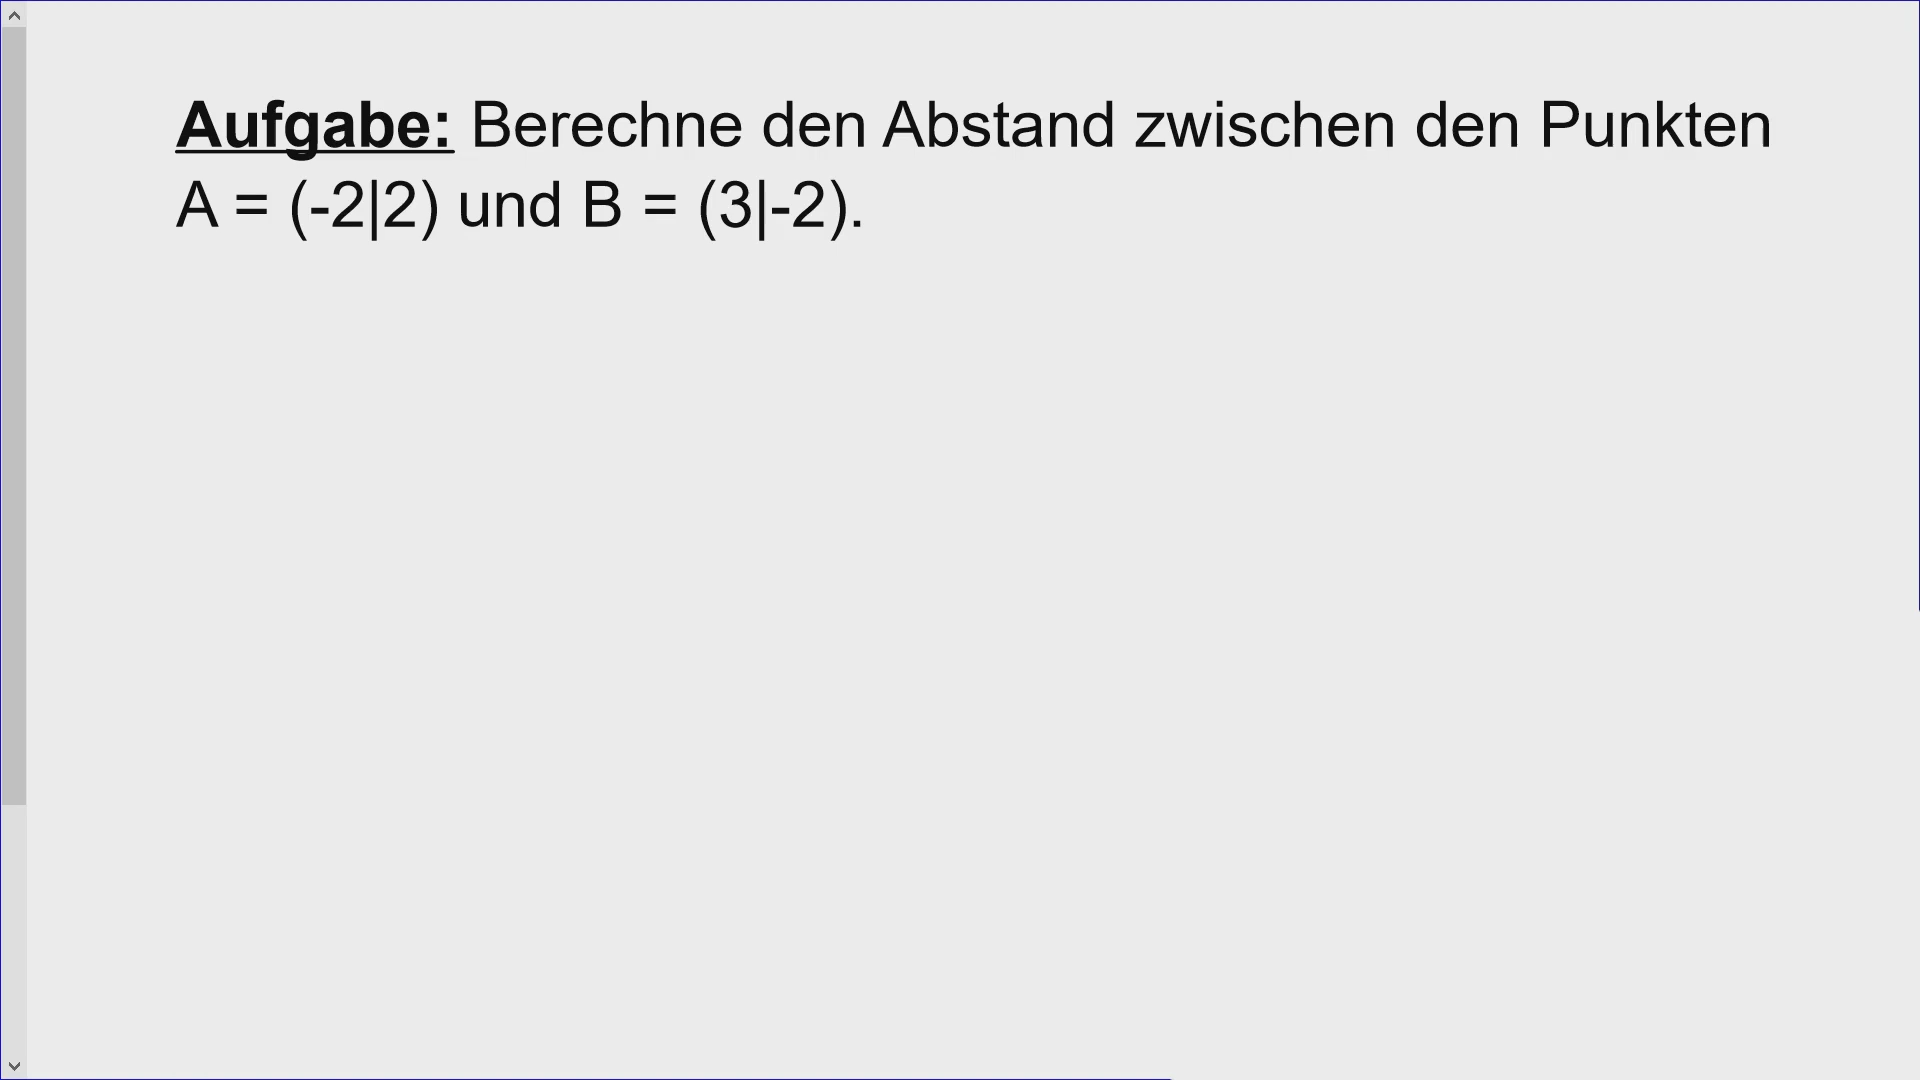 Aufgabe: Berechne den Abstand zwischen den Punkten
A = (-2|2) und B = (3|-2).